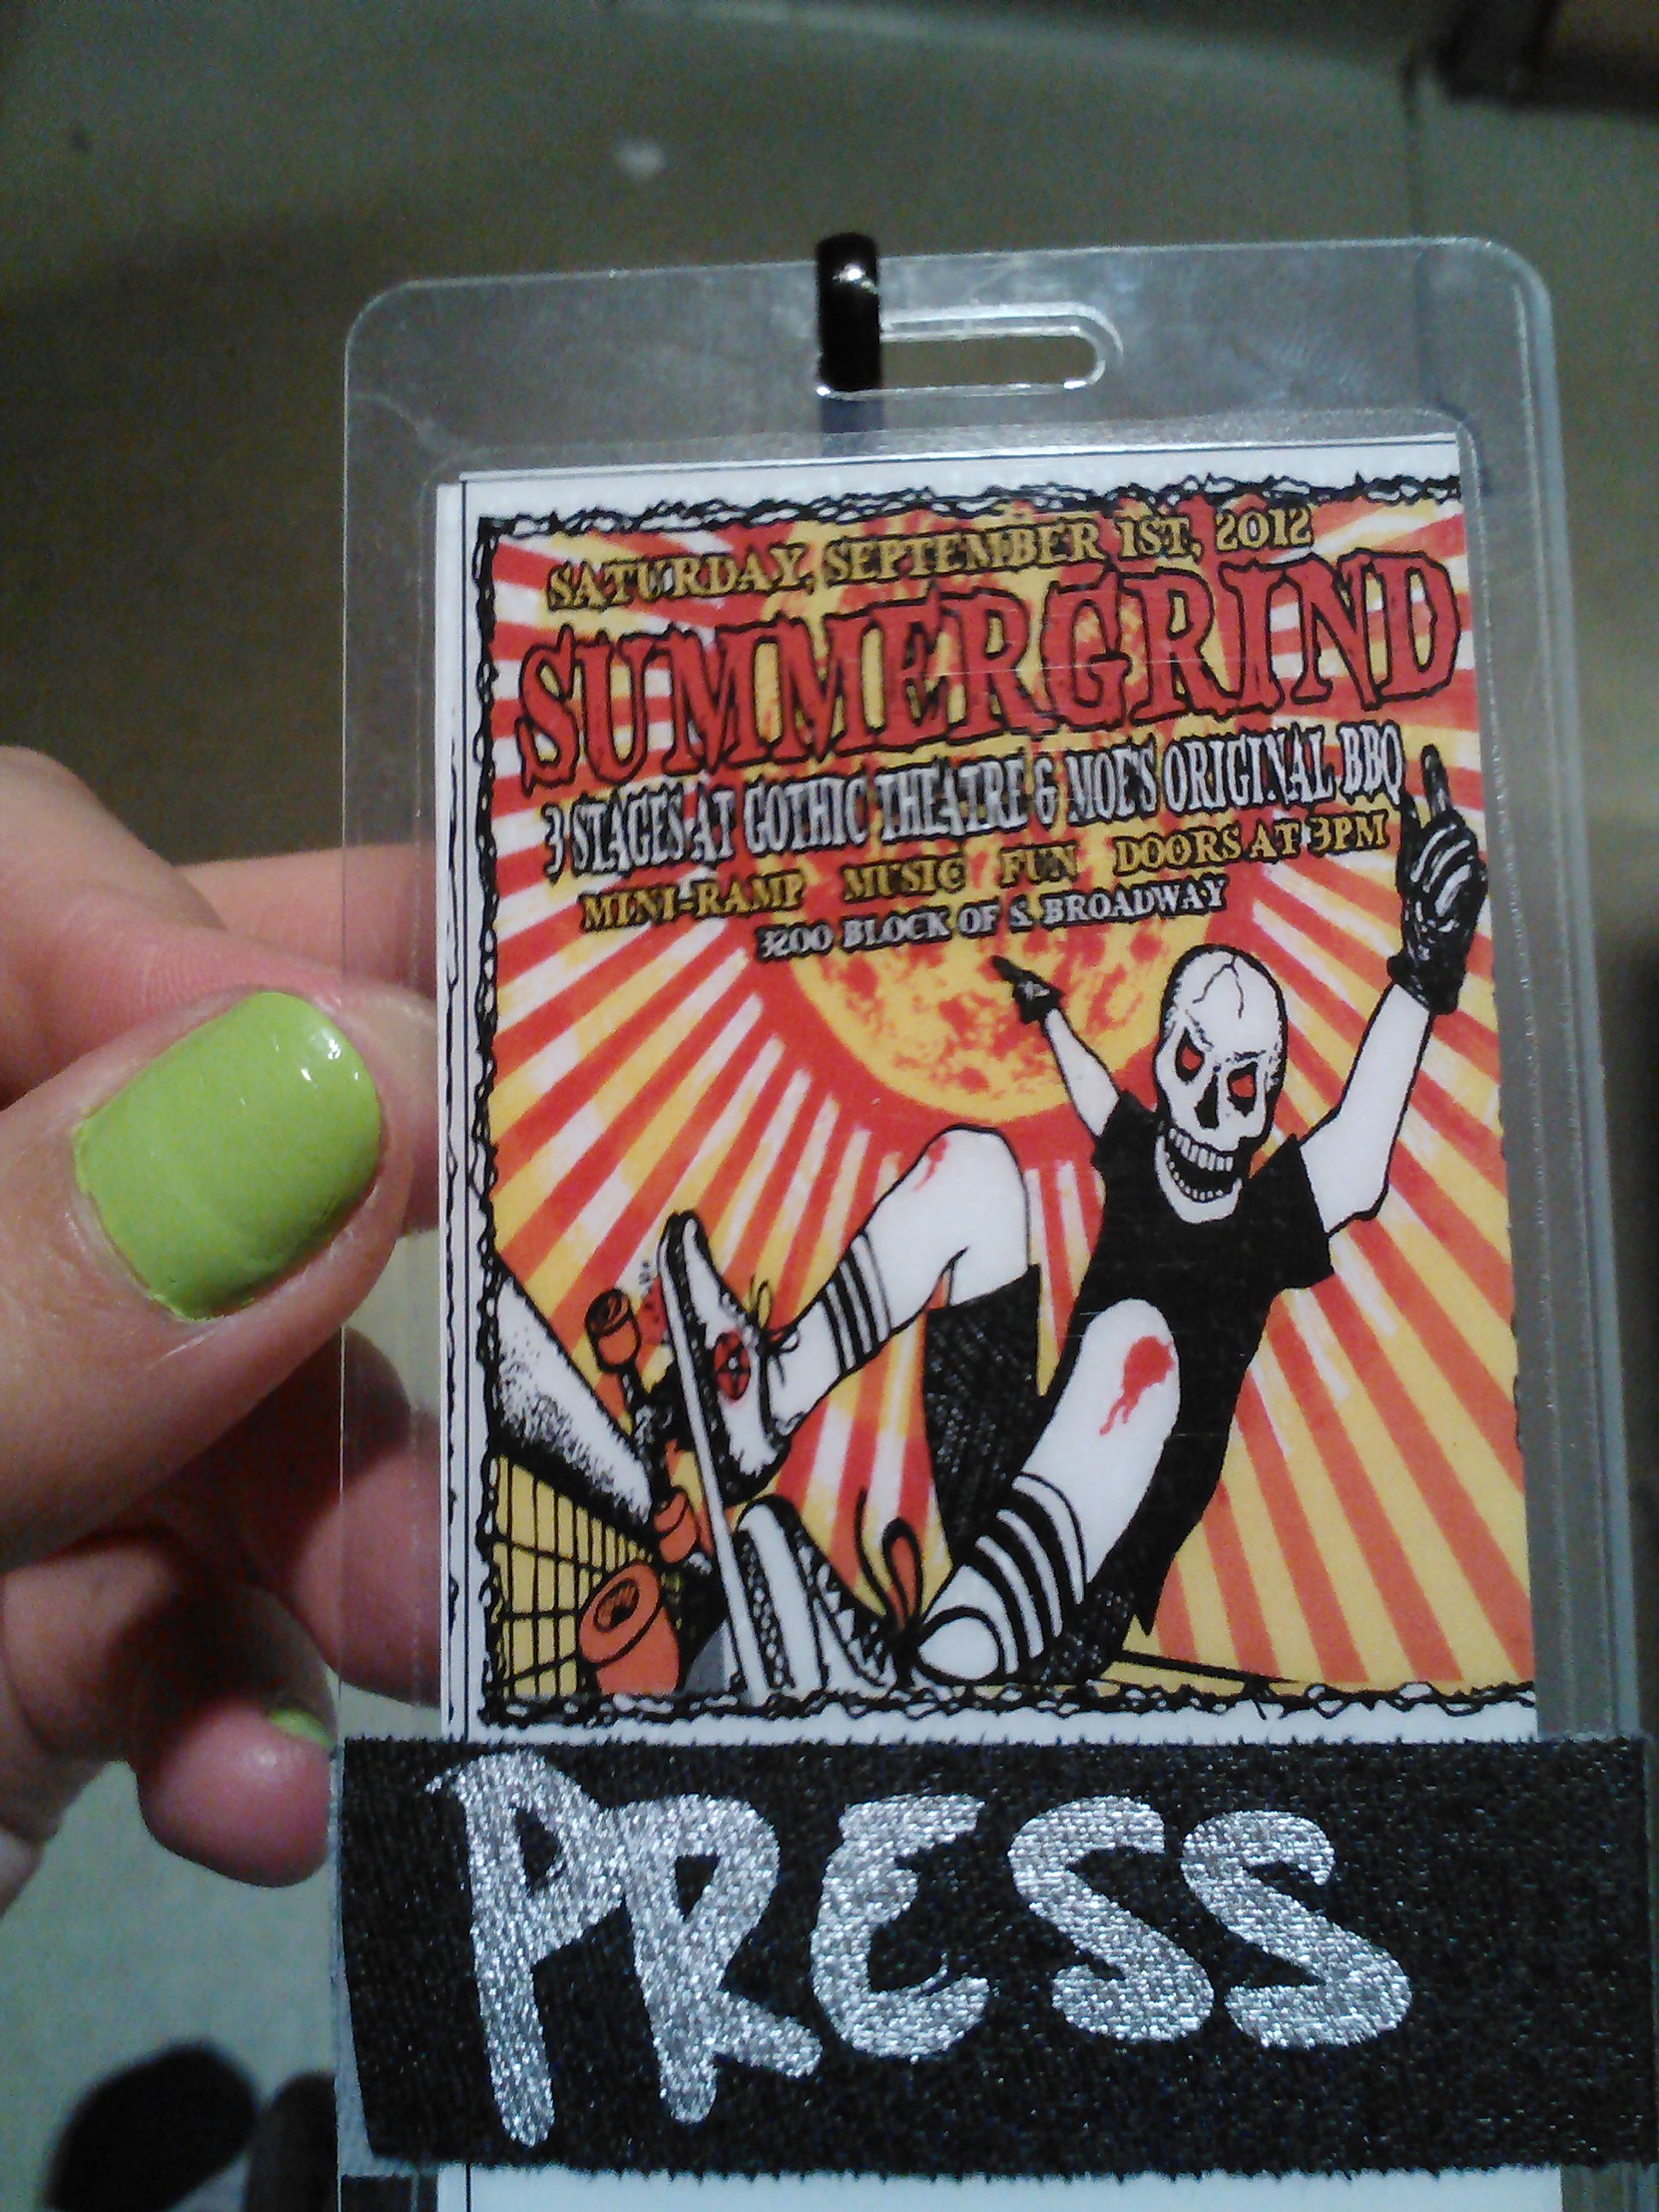 SATURDAY, SEPTEMBER 1ST, 2012
SUMMERGRIND
3 STAGES AT GOTHIC THEATRE & MOE'S ORIGINAL BBQ
MINI-RAMP MUSIC FUN DOORS AT 3PM
3200 BLOCK OF S. BROADWAY
PRESS